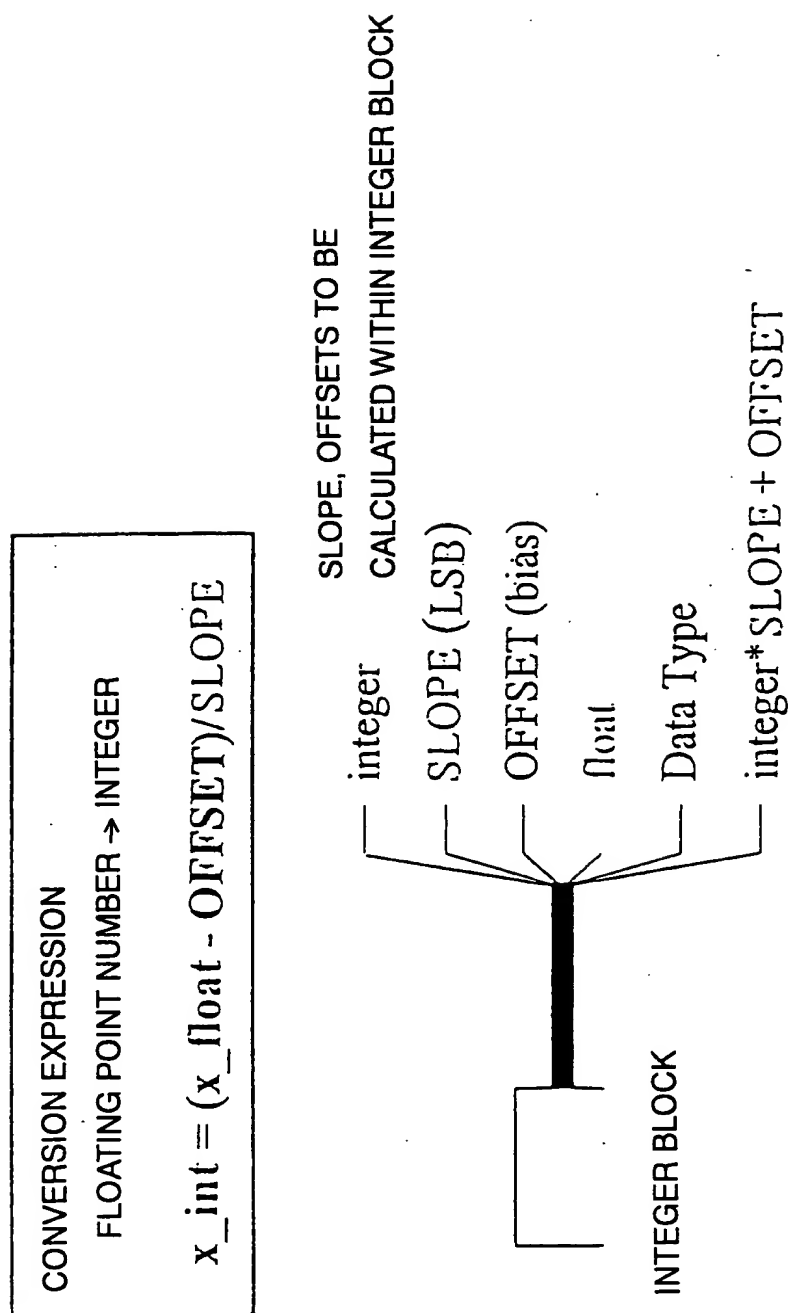 CONVERSION EXPRESSION
FLOATING POINT NUMBER → INTEGER
x_int = (x_float - OFFSET)/SLOPE
SLOPE, OFFSETS TO BE
CALCULATED WITHIN INTEGER BLOCK
integer
SLOPE (LSB)
OFFSET (bias)
float
Data Type
integer*SLOPE + OFFSET
INTEGER BLOCK